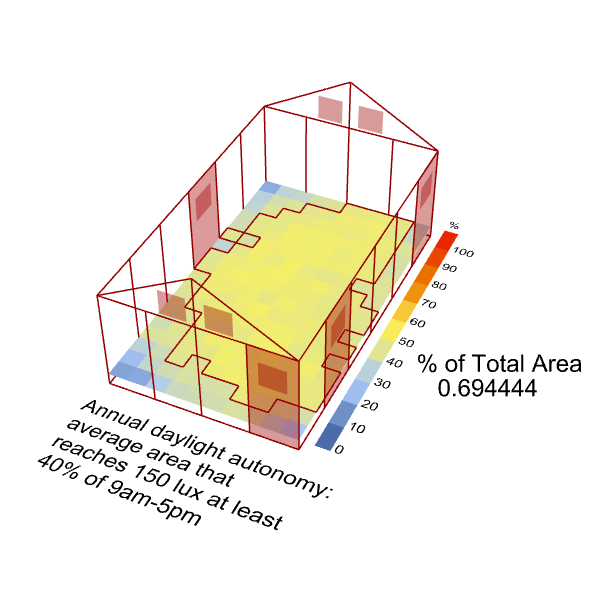 %
100
90
80
70
60
50
40
30
20
10
0
% of Total Area
0.694444
Annual daylight autonomy:
average area that
reaches 150 lux at least
40% of 9am-5pm